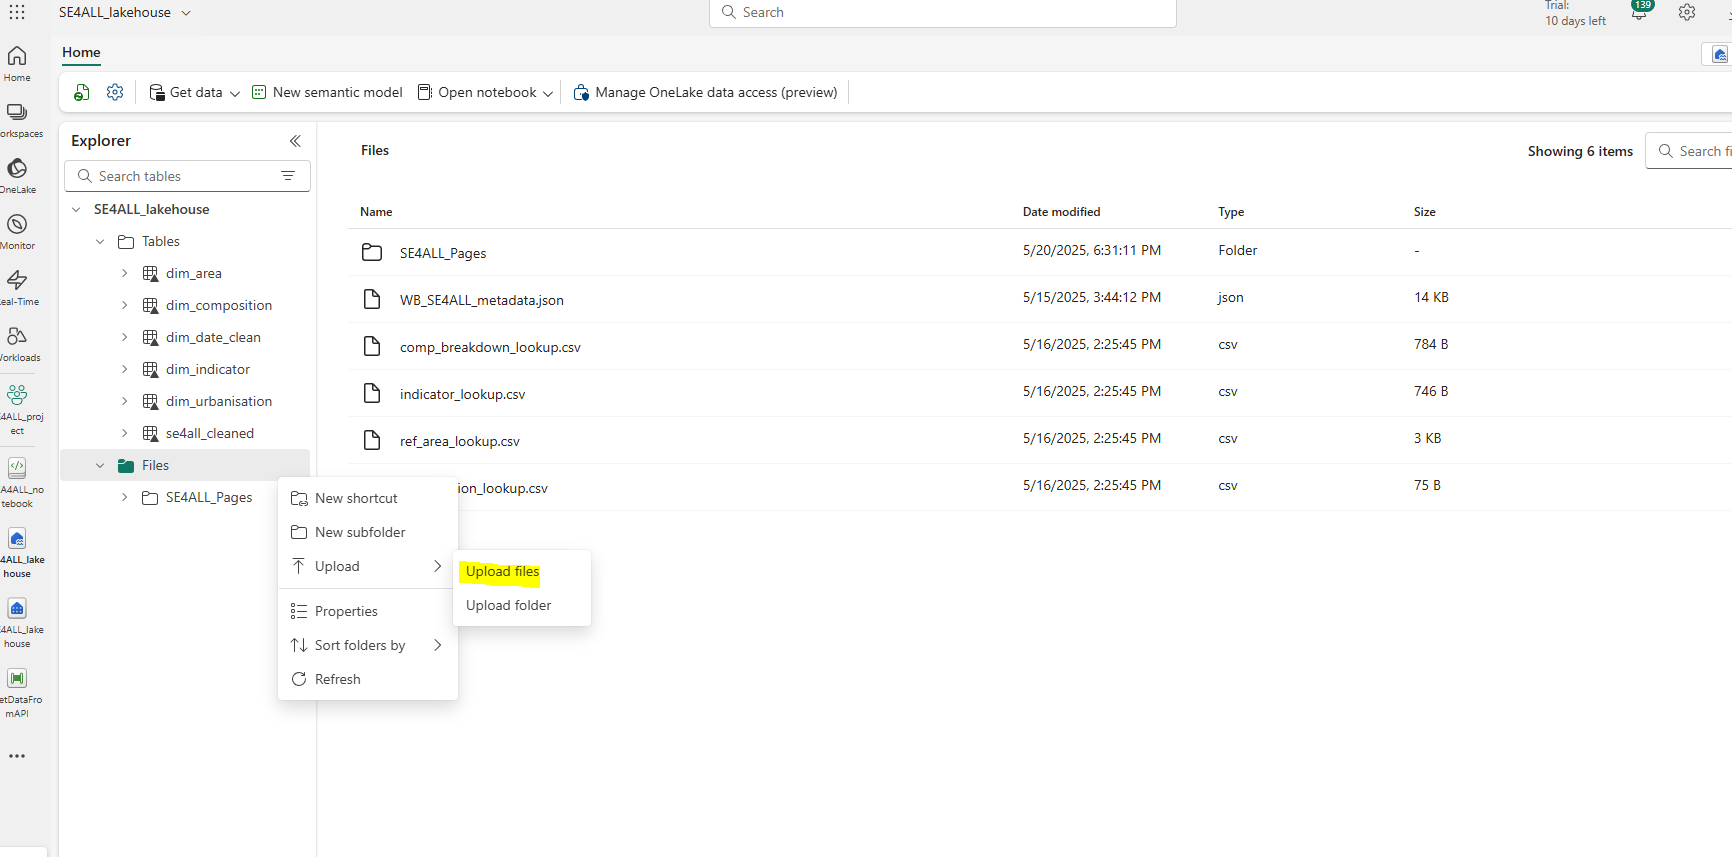 SE4ALL_lakehouse
Search
Trial:
10 days left
139
Home
Home
Get data
New semantic model
Open notebook
Manage OneLake data access (preview)
orkspaces
OneLake
Monitor
eal-Time
Vorkloads
E4ALL_proj
ect
EA4ALL_no
tebook
E4ALL_lake
house
E4ALL_lake
house
etDataFro
mAPI
Explorer
Search tables
SE4ALL_lakehouse
Tables
dim_area
dim_composition
dim_date_clean
dim_indicator
dim_urbanisation
se4all_cleaned
Files
SE4ALL_Pages
New shortcut
New subfolder
Upload
Properties
Sort folders by
Refresh
Upload files
Upload folder
Files
Showing 6 items
Search fi
Name Date modified Type Size
SE4ALL_Pages 5/20/2025, 6:31:11 PM Folder -
WB_SE4ALL_metadata.json 5/15/2025, 3:44:12 PM json 14 KB
comp_breakdown_lookup.csv 5/16/2025, 2:25:45 PM csv 784 B
indicator_lookup.csv 5/16/2025, 2:25:45 PM csv 746 B
ref_area_lookup.csv 5/16/2025, 2:25:45 PM csv 3 KB
ion_lookup.csv 5/16/2025, 2:25:45 PM csv 75 B